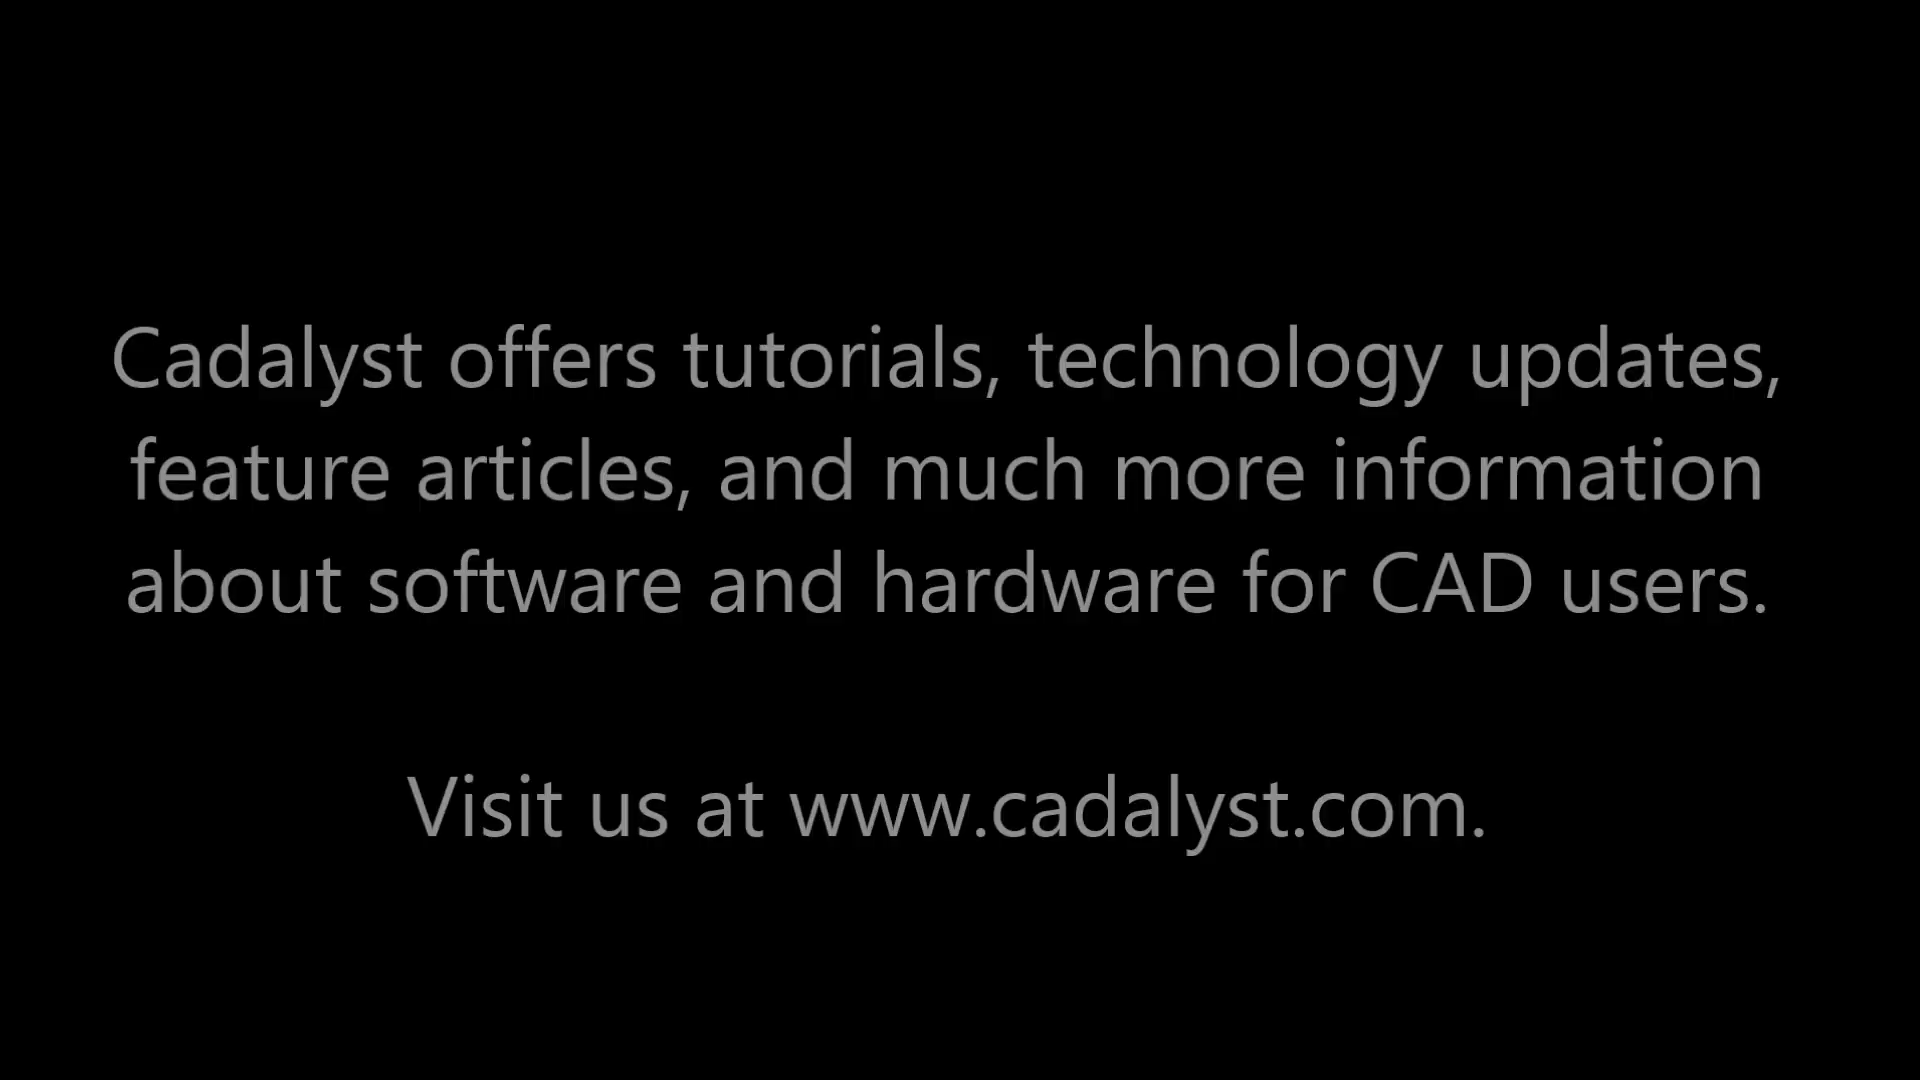 Cadalyst offers tutorials, technology updates,
feature articles, and much more information
about software and hardware for CAD users.
Visit us at www.cadalyst.com.